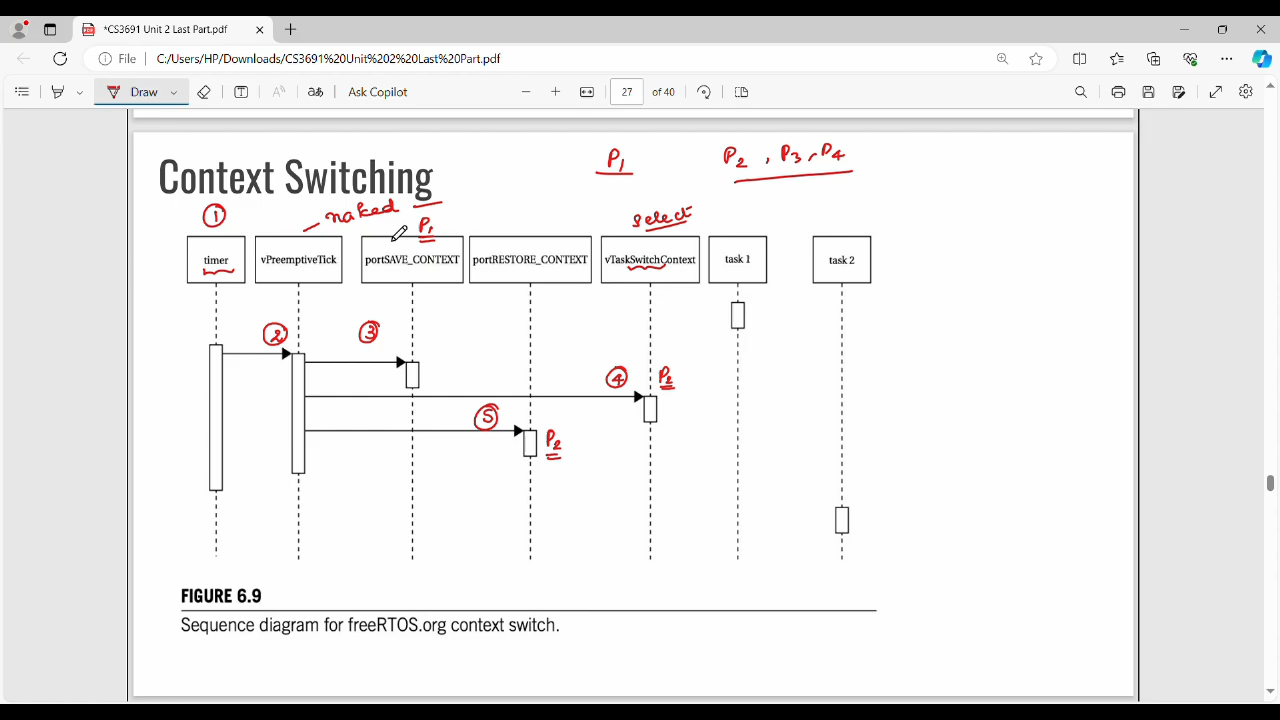 *CS3691 Unit 2 Last Part.pdf
File C:/Users/HP/Downloads/CS3691%20Unit%202%20Last%20Part.pdf
Draw Ask Copilot 27 of 40
P1 P2 , P3, P4
Context Switching
1 naked P1 select
timer vPreemptiveTick portSAVE_CONTEXT portRESTORE_CONTEXT vTaskSwitchContext task 1 task 2
2 3
4 P2
5 P2
FIGURE 6.9
Sequence diagram for freeRTOS.org context switch.